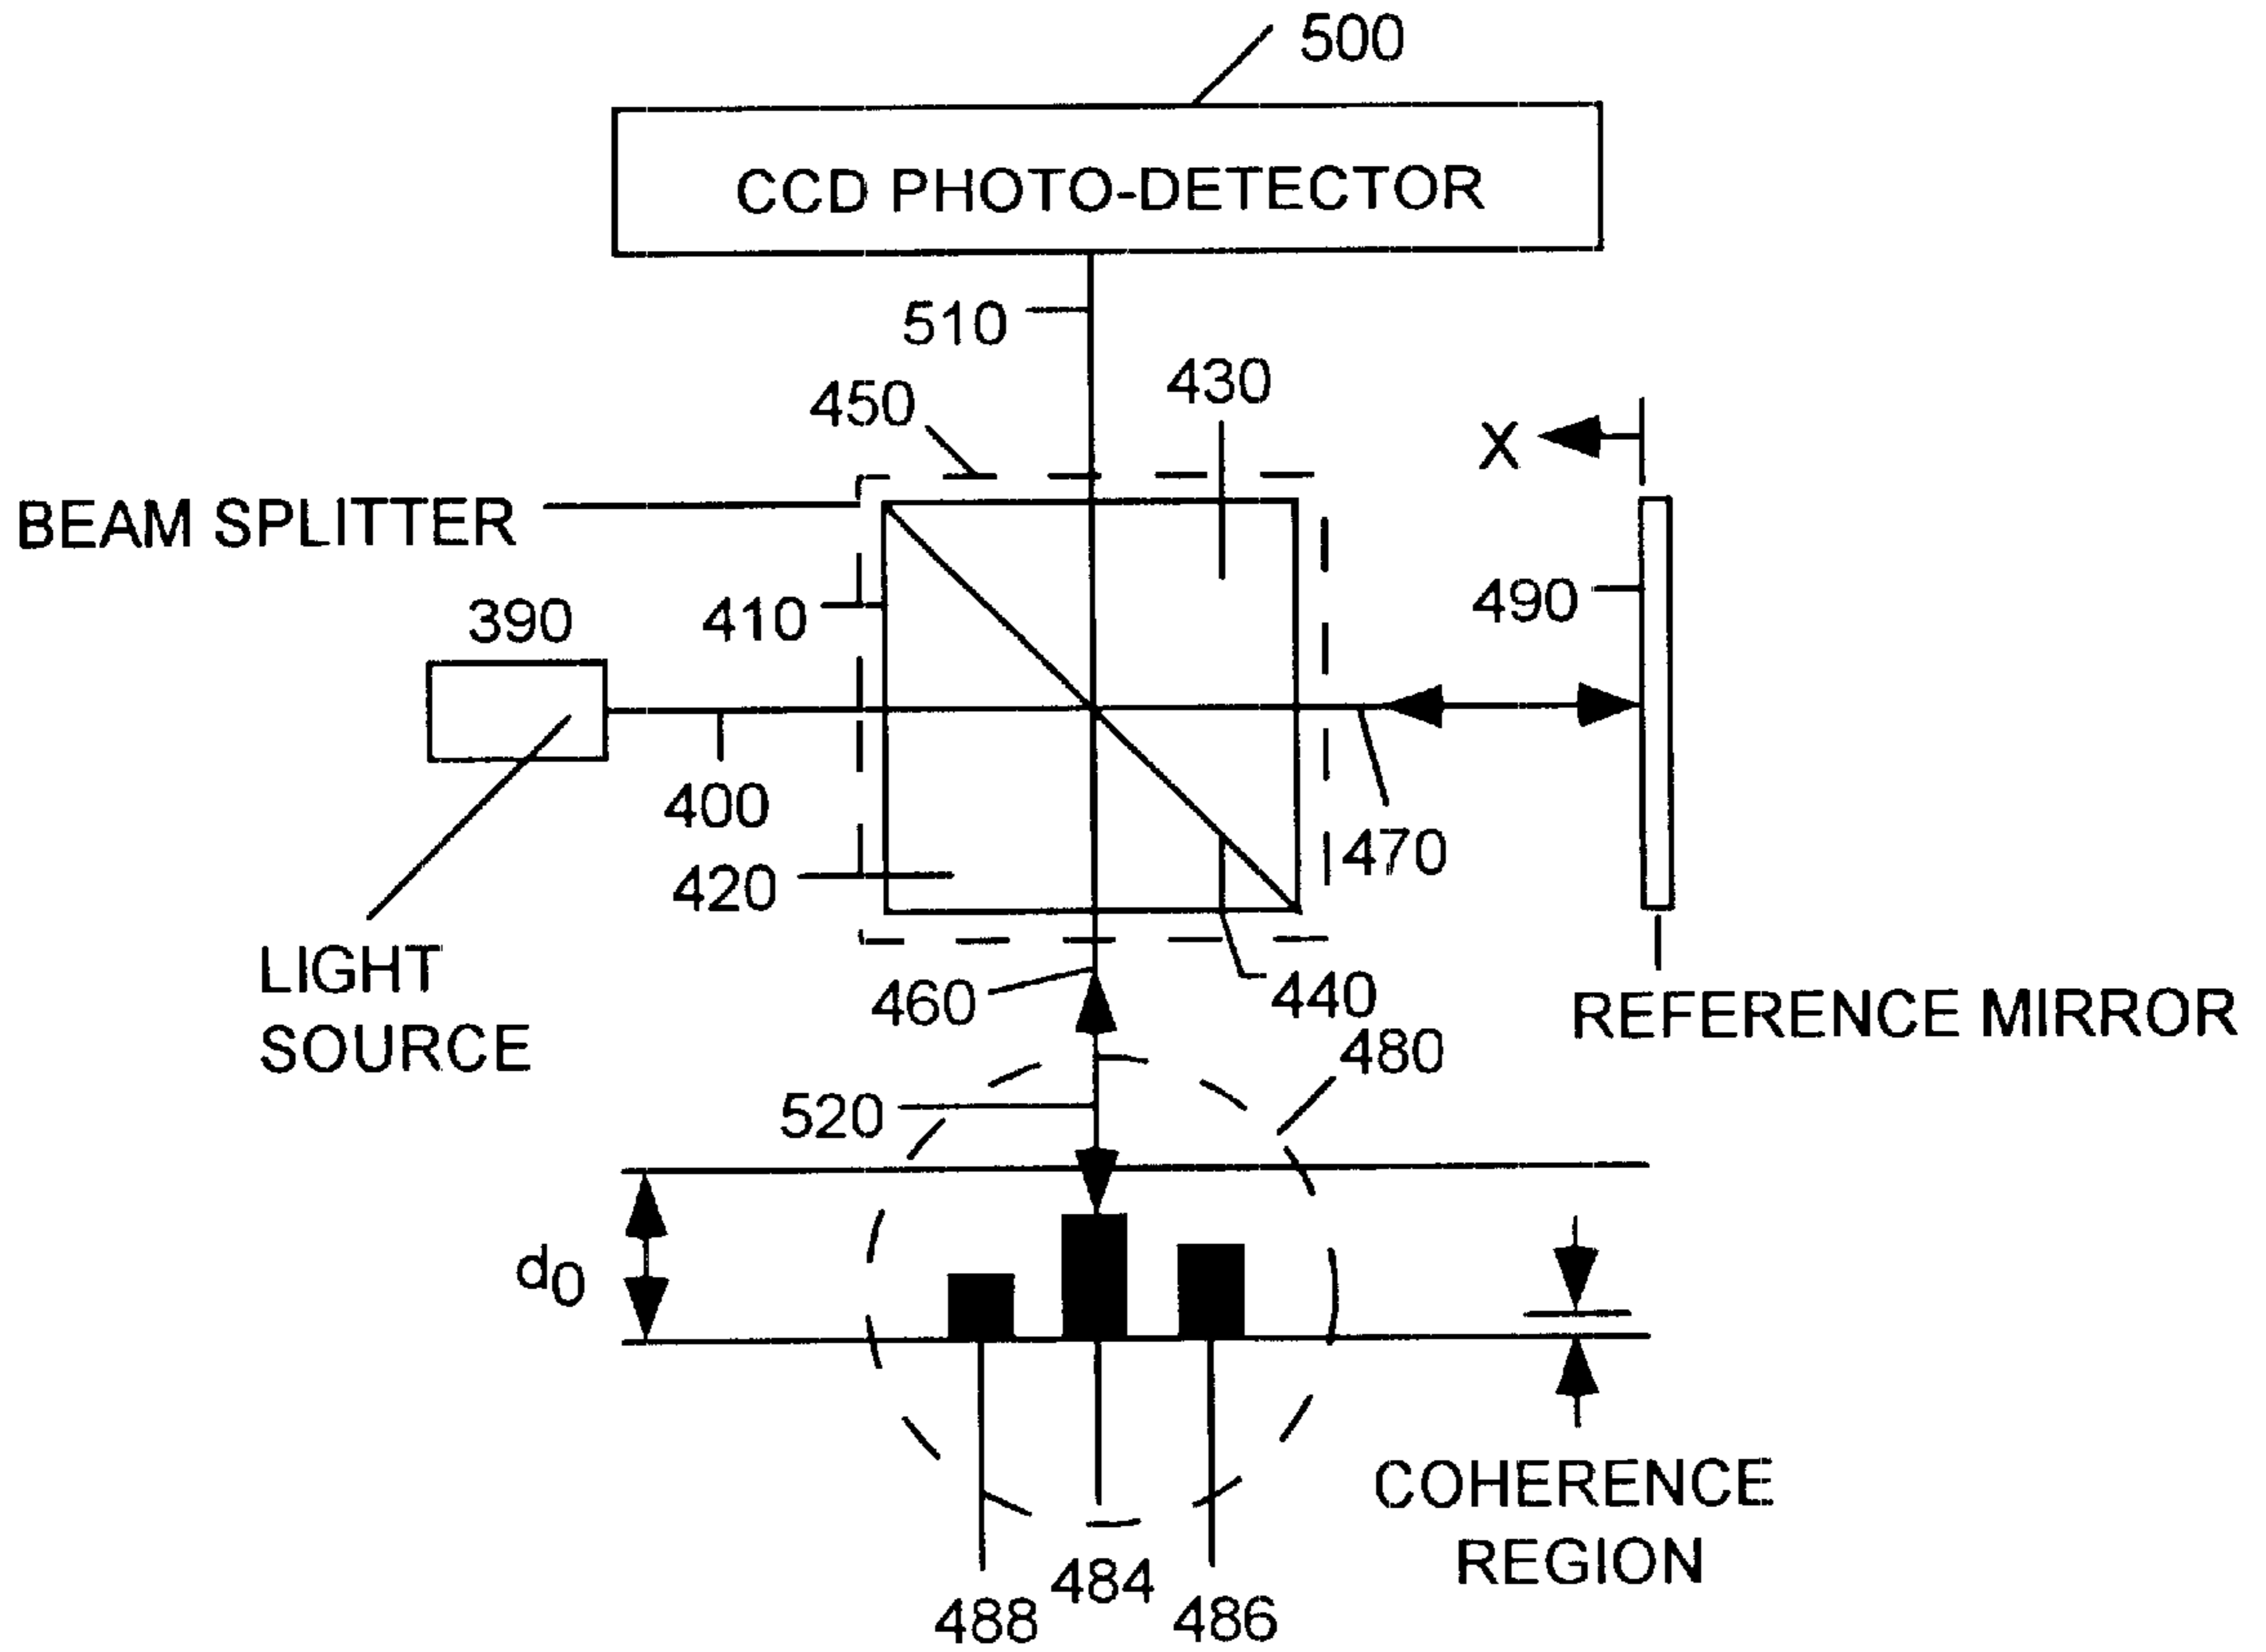 500
CCD PHOTO-DETECTOR
510
430
450
X
BEAM SPLITTER
490
390
410
400
470
420
LIGHT
SOURCE
460
440
REFERENCE MIRROR
480
520
d0
COHERENCE
REGION
484
488
486